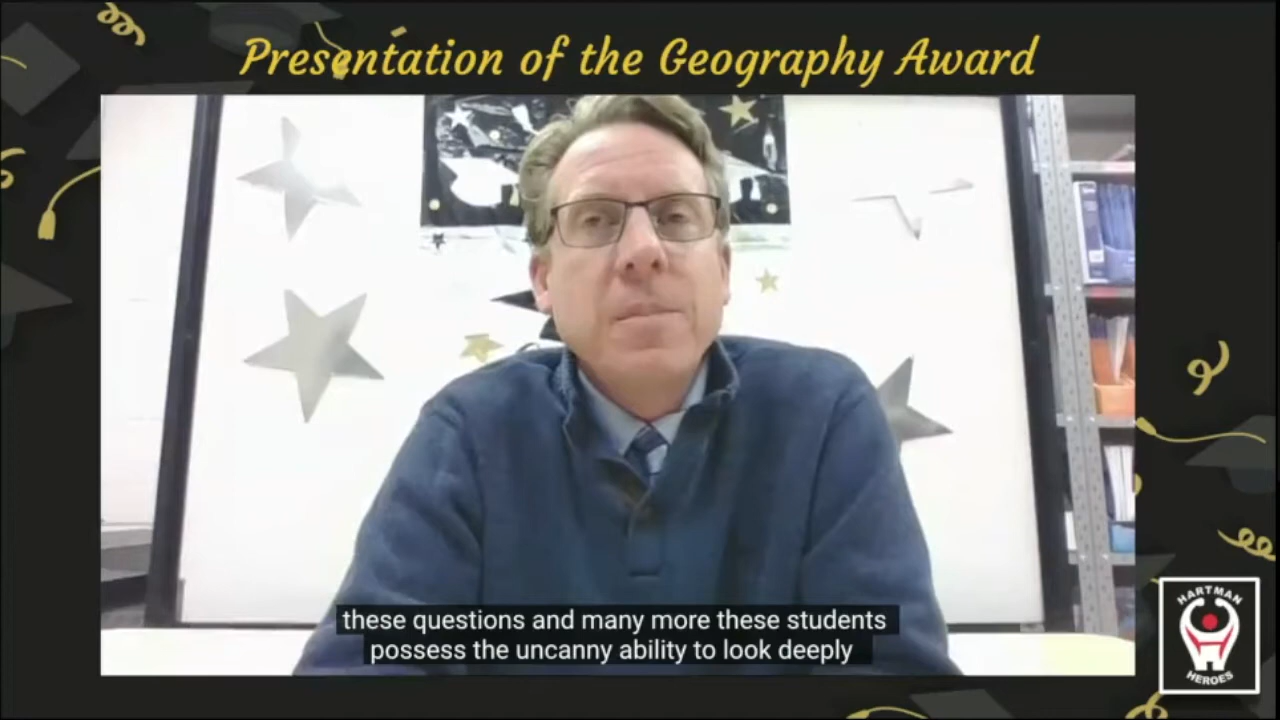 Presentation of the Geography Award
these questions and many more these students
possess the uncanny ability to look deeply
HARTMAN
HEROES